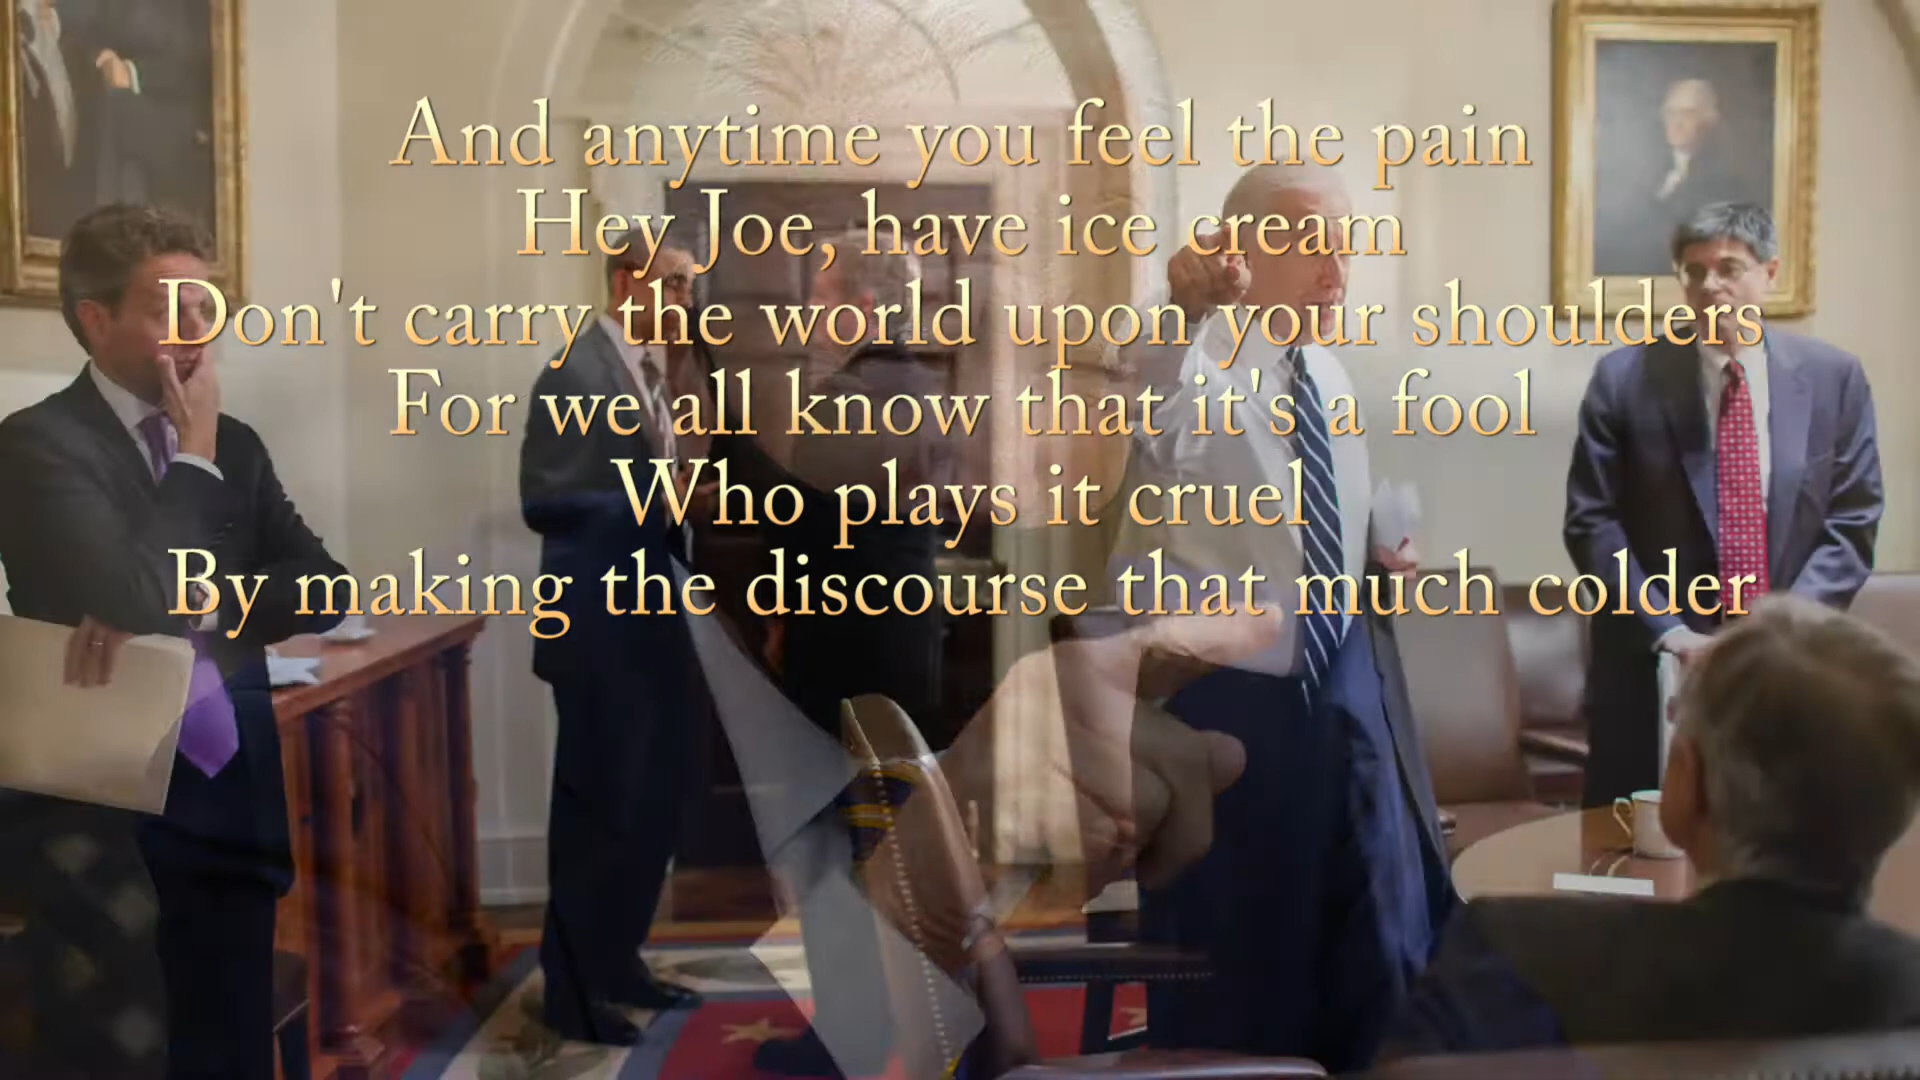 And anytime you feel the pain
Hey Joe, have ice cream
Don't carry the world upon your shoulders
For we all know that it's a fool
Who plays it cruel
By making the discourse that much colder